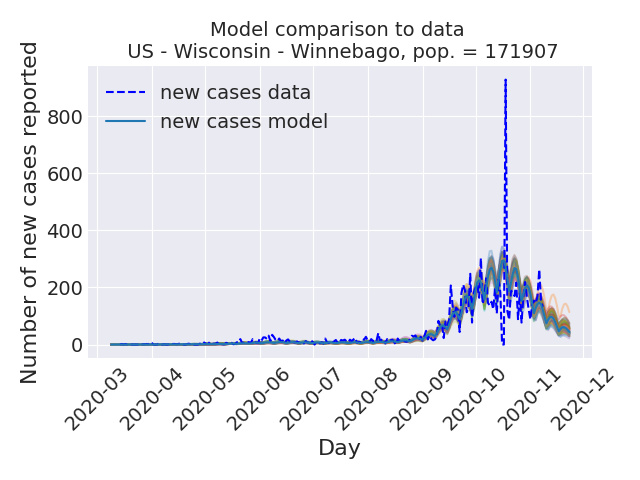 Model comparison to data
US - Wisconsin - Winnebago, pop. = 171907
Number of new cases reported
800
600
400
200
0
new cases data
new cases model
2020-03
2020-04
2020-05
2020-06
2020-07
2020-08
2020-09
2020-10
2020-11
2020-12
Day